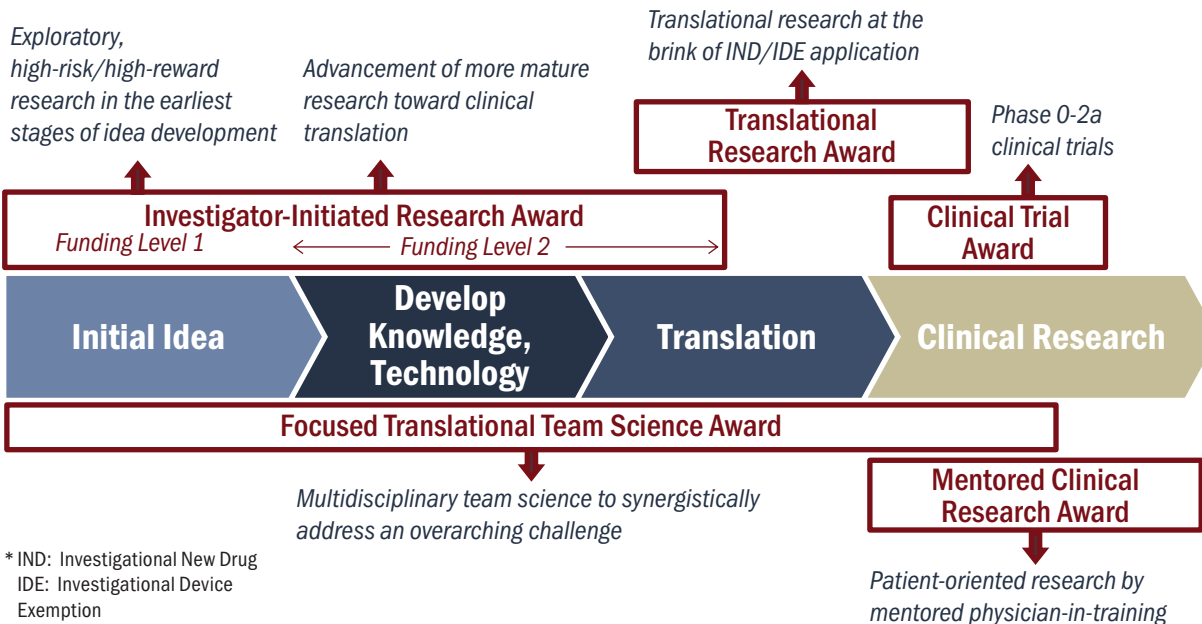 Exploratory,
high-risk/high-reward
research in the earliest
stages of idea development
Advancement of more mature
research toward clinical
translation
Translational research at the
brink of IND/IDE application
Translational
Research Award
Phase 0-2a
clinical trials
Investigator-Initiated Research Award
Funding Level 1
Funding Level 2
Clinical Trial
Award
Initial Idea
Develop
Knowledge,
Technology
Translation
Clinical Research
Focused Translational Team Science Award
Multidisciplinary team science to synergistically
address an overarching challenge
Mentored Clinical
Research Award
Patient-oriented research by
mentored physician-in-training
* IND: Investigational New Drug
IDE: Investigational Device
Exemption